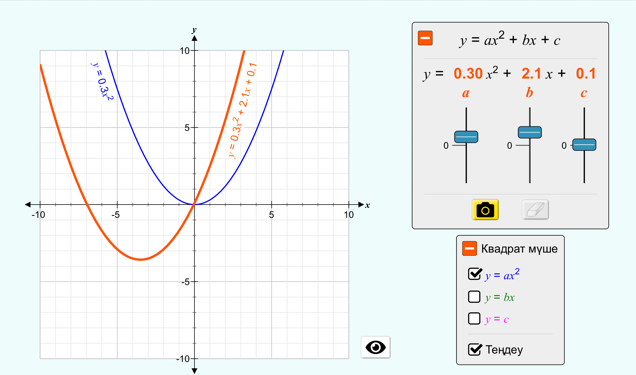 y = ax² + bx + c
y = 0.30 x² + 2.1 x + 0.1
a b c
0 0 0
y
10
5
-5
-10
-10 -5 5 10
x
y = 0.3x²
y = 0.3x² + 2.1x + 0.1
Квадрат мүше
y = ax²
y = bx
y = c
Теңдеу